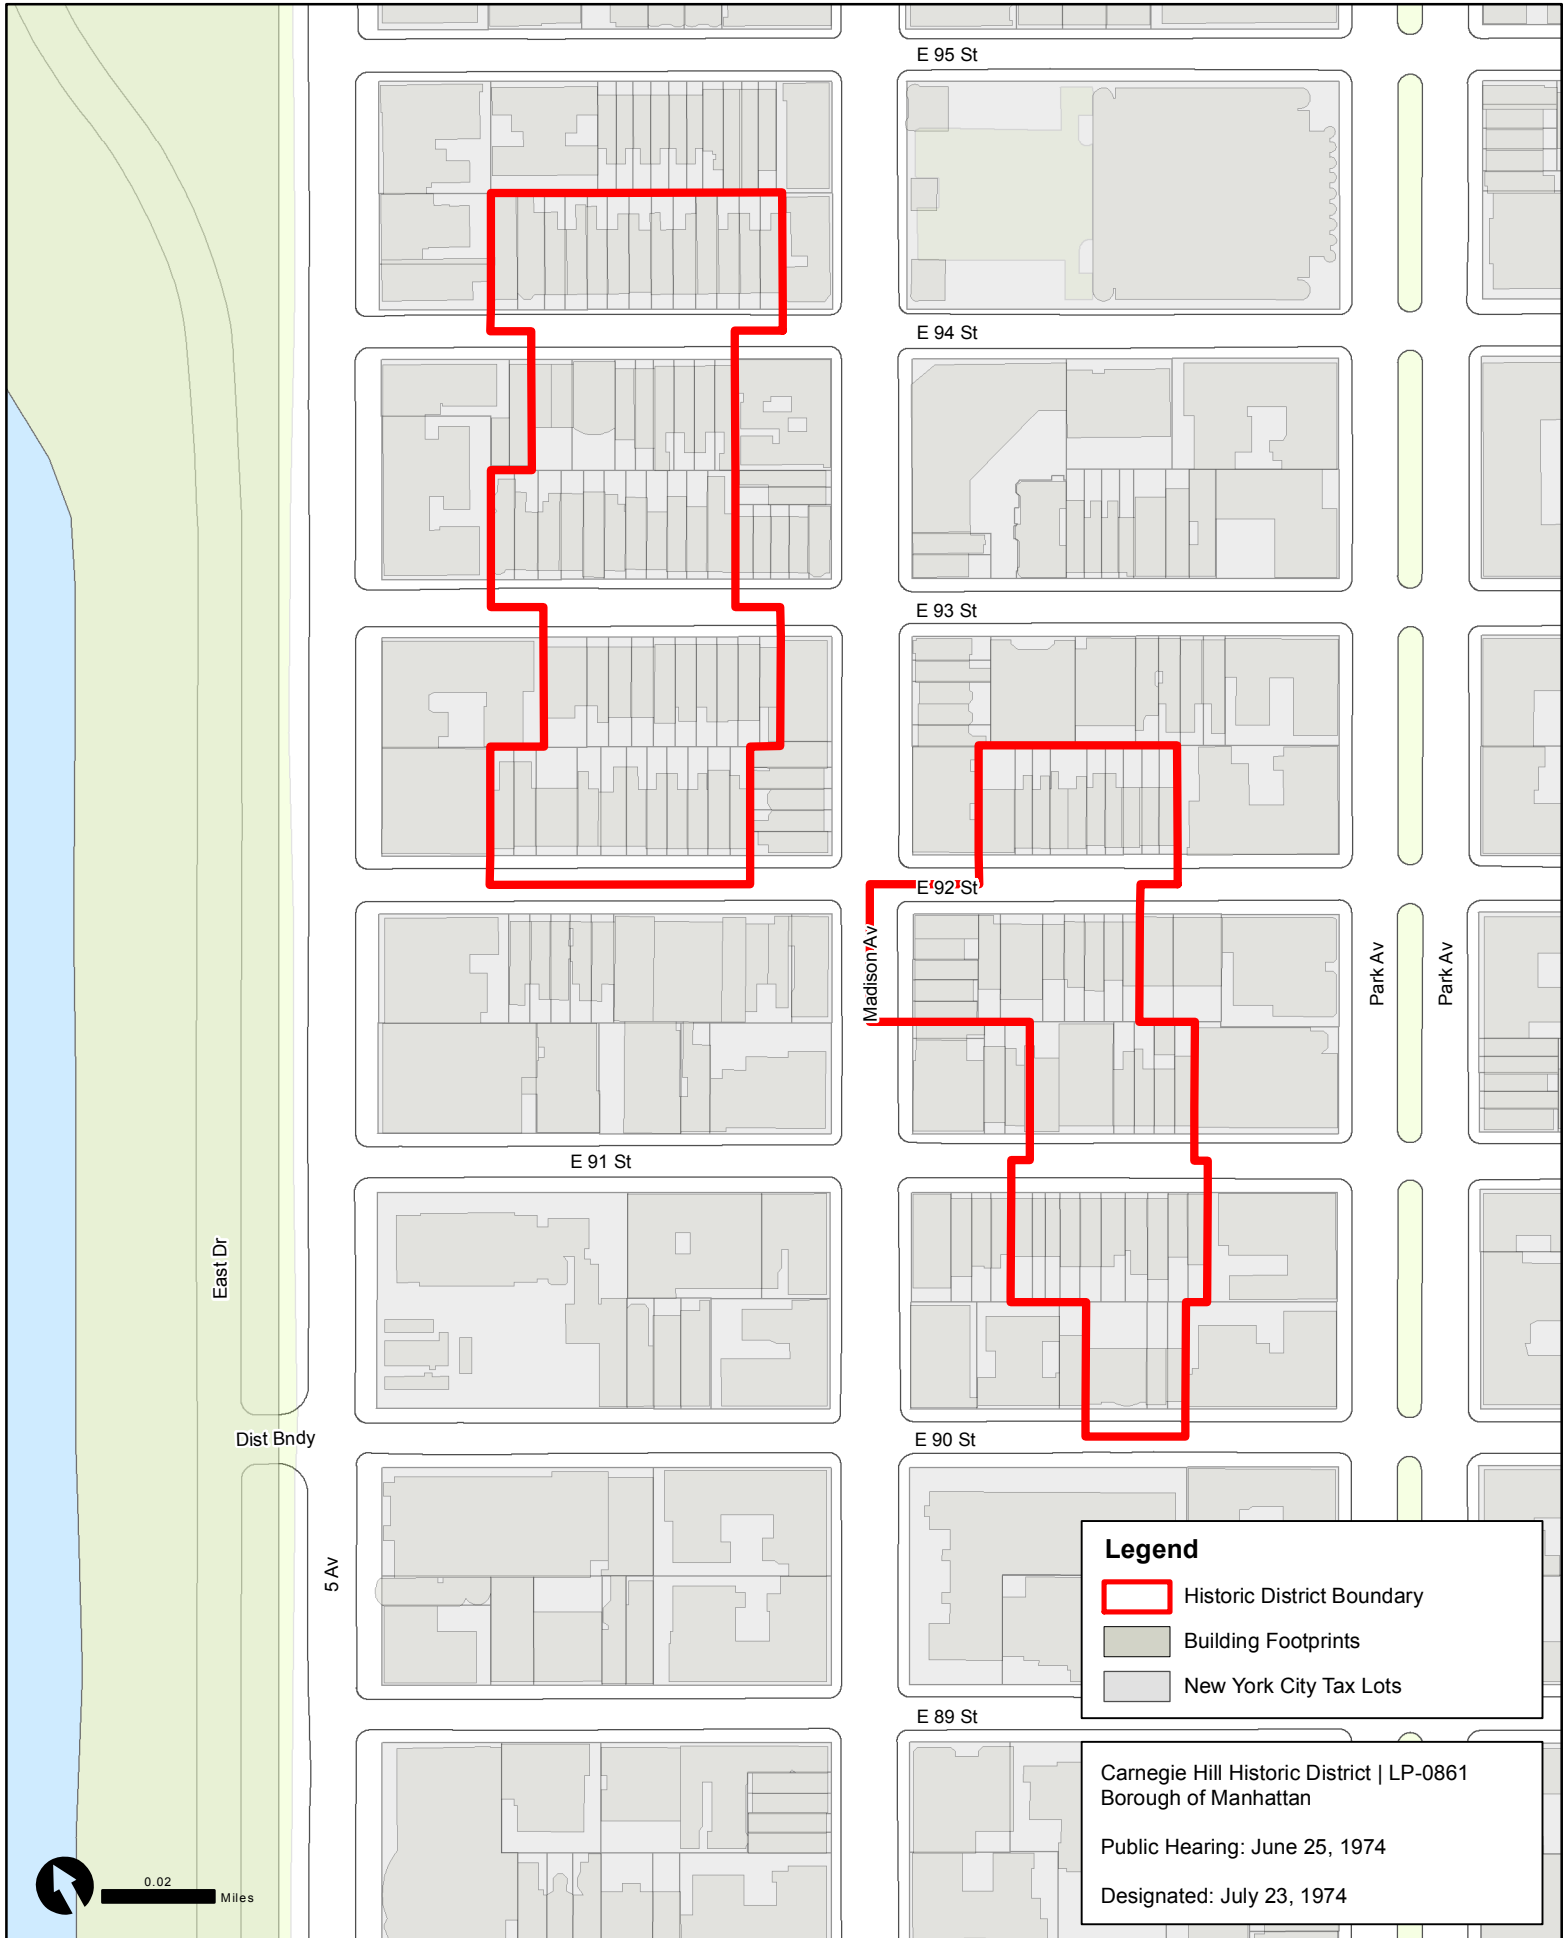 E 95 St
E 94 St
E 93 St
E 92 St
Madison Av
Park Av
Park Av
E 91 St
East Dr
Dist Bndy
E 90 St
5 Av
E 89 St
Legend
Historic District Boundary
Building Footprints
New York City Tax Lots
Carnegie Hill Historic District | LP-0861
Borough of Manhattan
Public Hearing: June 25, 1974
Designated: July 23, 1974
0.02
Miles